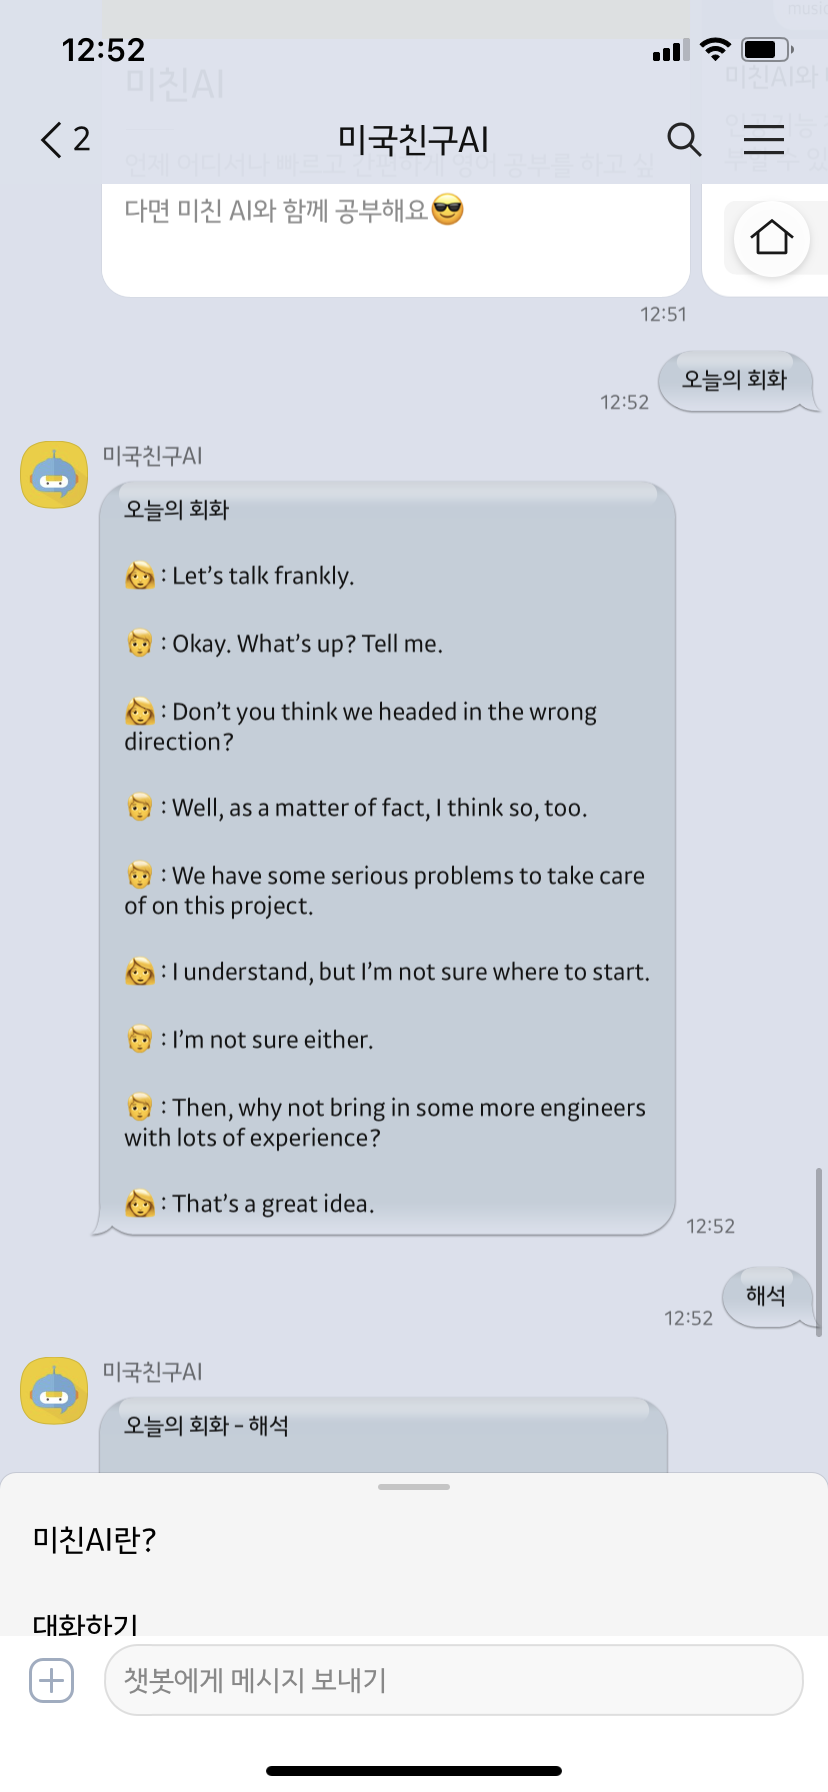 12:52
2
미국친구AI
music
미친AI
미친AI와
언제 어디서나 빠르고 간편하게 영어 공부를 하고 싶
다면 미친 AI와 함께 공부해요😎
12:51
오늘의 회화
12:52
미국친구AI
오늘의 회화
👩 : Let's talk frankly.
👨 : Okay. What's up? Tell me.
👩 : Don't you think we headed in the wrong
direction?
👨 : Well, as a matter of fact, I think so, too.
👨 : We have some serious problems to take care
of on this project.
👩 : I understand, but I'm not sure where to start.
👨 : I'm not sure either.
👨 : Then, why not bring in some more engineers
with lots of experience?
👩 : That's a great idea.
12:52
해석
12:52
미국친구AI
오늘의 회화 - 해석
미친AI란?
대화하기
챗봇에게 메시지 보내기